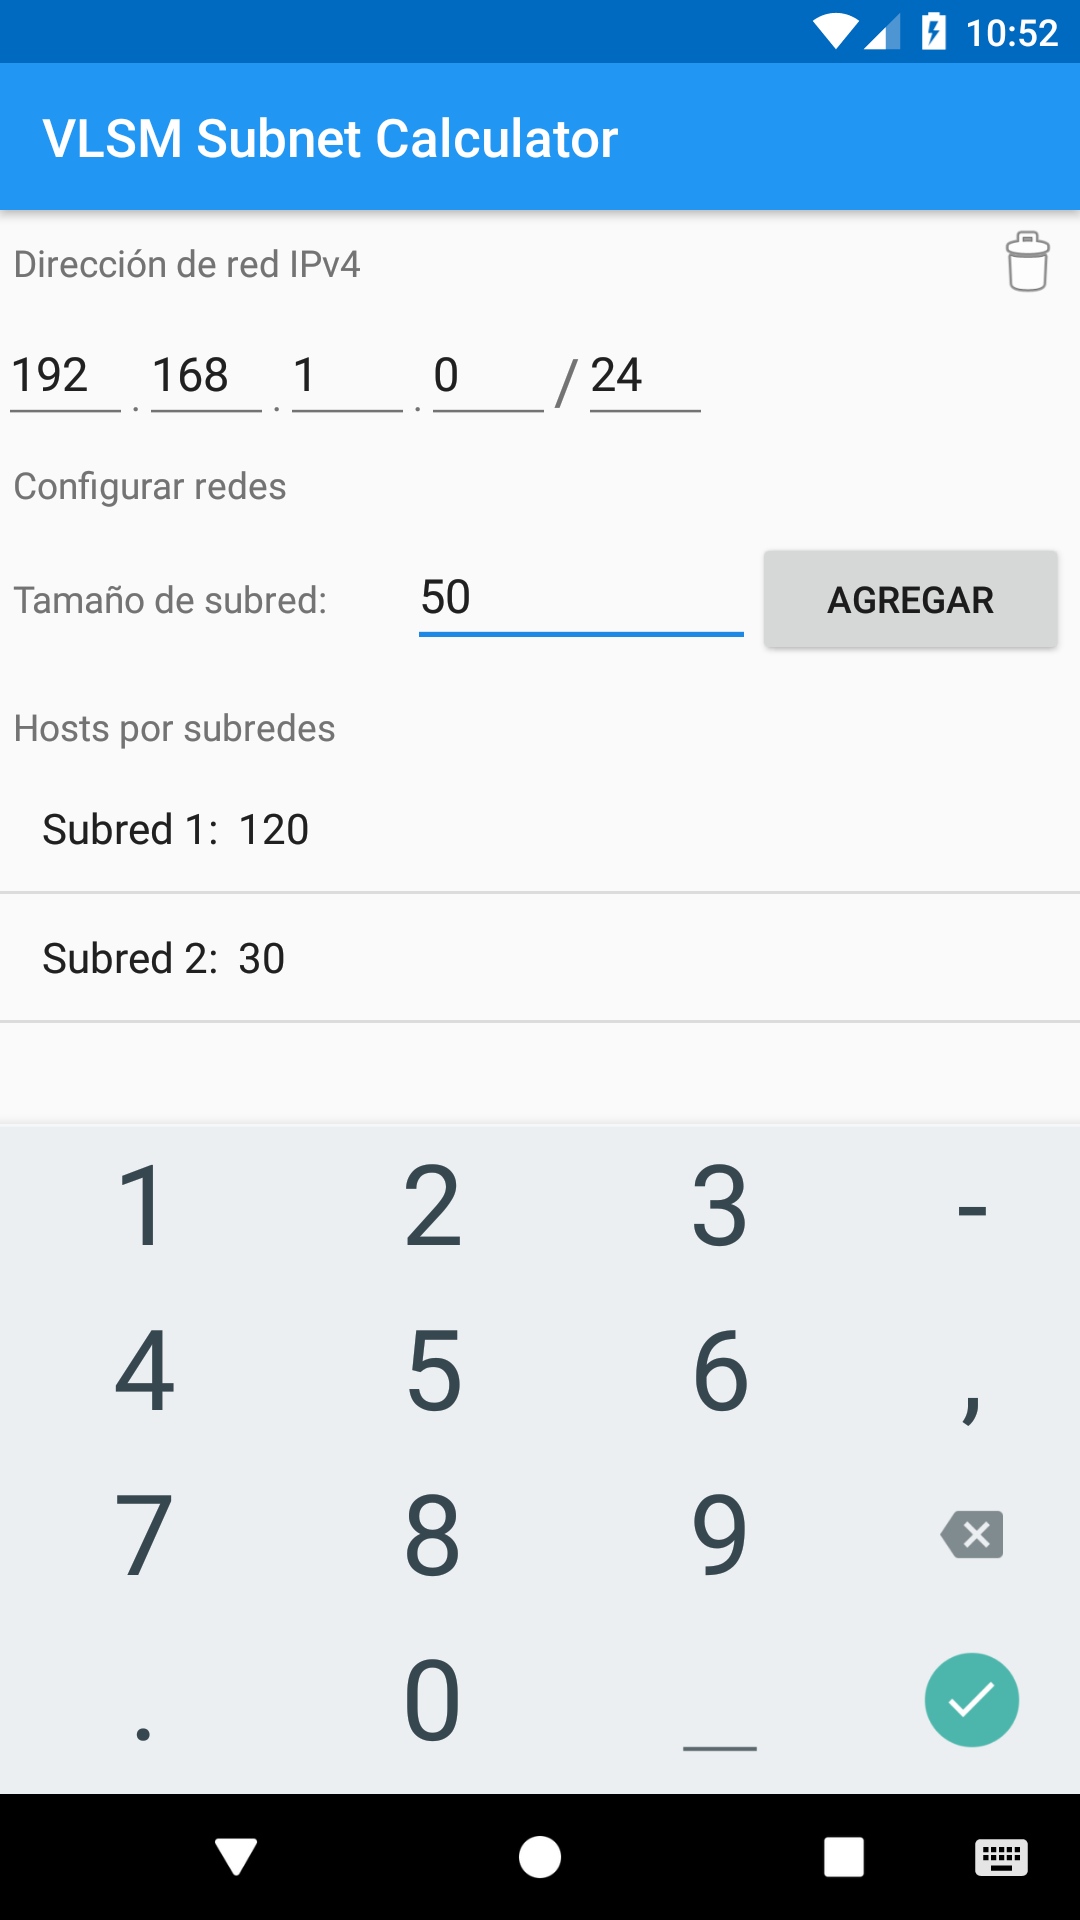 10:52
VLSM Subnet Calculator
Dirección de red IPv4
192 . 168 . 1 . 0 / 24
Configurar redes
Tamaño de subred: 50 AGREGAR
Hosts por subredes
Subred 1: 120
Subred 2: 30
1 2 3 -
4 5 6 ,
7 8 9
. 0 _